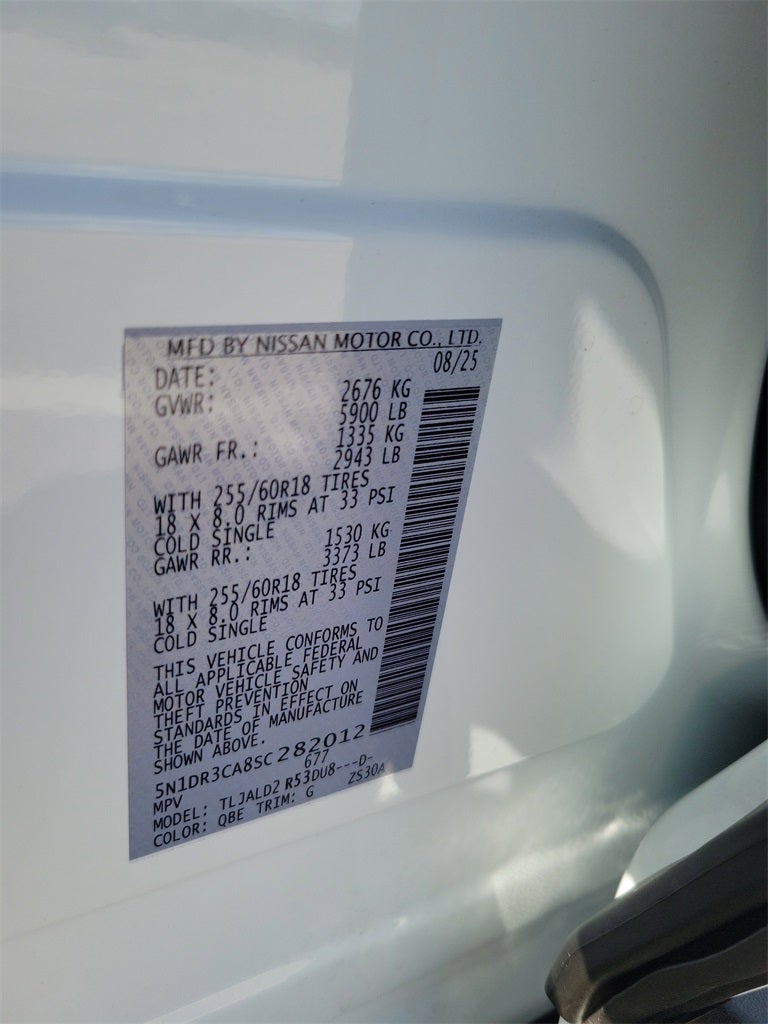 MFD BY NISSAN MOTOR CO., LTD.
DATE: 08/25
GVWR: 2676 KG
5900 LB
GAWR FR.: 1335 KG
2943 LB
WITH 255/60R18 TIRES
18 X 8.0 RIMS AT 33 PSI
COLD SINGLE
GAWR RR.: 1530 KG
3373 LB
WITH 255/60R18 TIRES
18 X 8.0 RIMS AT 33 PSI
COLD SINGLE
THIS VEHICLE CONFORMS TO
ALL APPLICABLE FEDERAL
MOTOR VEHICLE SAFETY AND
THEFT PREVENTION
STANDARDS IN EFFECT ON
THE DATE OF MANUFACTURE
SHOWN ABOVE.
5N1DR3CA8SC282012
MPV 677
MODEL: TLJALD2 R53DU8---D-
COLOR: QBE TRIM: G ZS30A